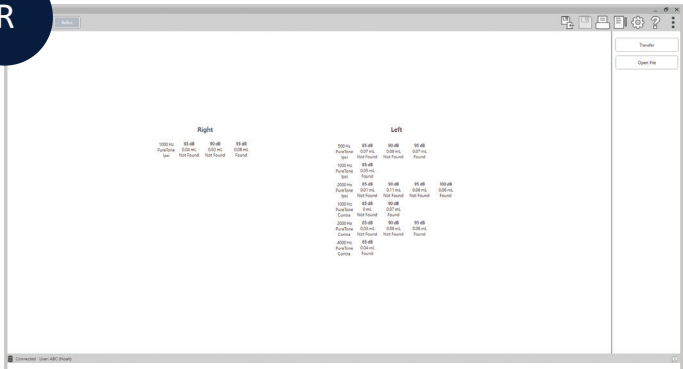 R
Reflex
Transfer
Open File
Right
1000 Hz 85 dB 90 dB 95 dB
PureTone 0.04 mL 0.02 mL 0.08 mL
Ipsi Not Found Not Found Found
Left
500 Hz 85 dB 90 dB 95 dB
PureTone 0.07 mL 0.08 mL 0.07 mL
Ipsi Not Found Not Found Found
1000 Hz 85 dB
PureTone 0.05 mL
Ipsi Found
2000 Hz 85 dB 90 dB 95 dB 100 dB
PureTone 0.01 mL 0.11 mL 0.08 mL 0.06 mL
Ipsi Not Found Not Found Not Found Found
1000 Hz 85 dB 90 dB
PureTone 0 mL 0.07 mL
Contra Not Found Found
2000 Hz 85 dB 90 dB 95 dB
PureTone 0.03 mL 0.09 mL 0.05 mL
Contra Not Found Not Found Found
4000 Hz 85 dB
PureTone 0.04 mL
Contra Found
Connected User: ABC (Noah)